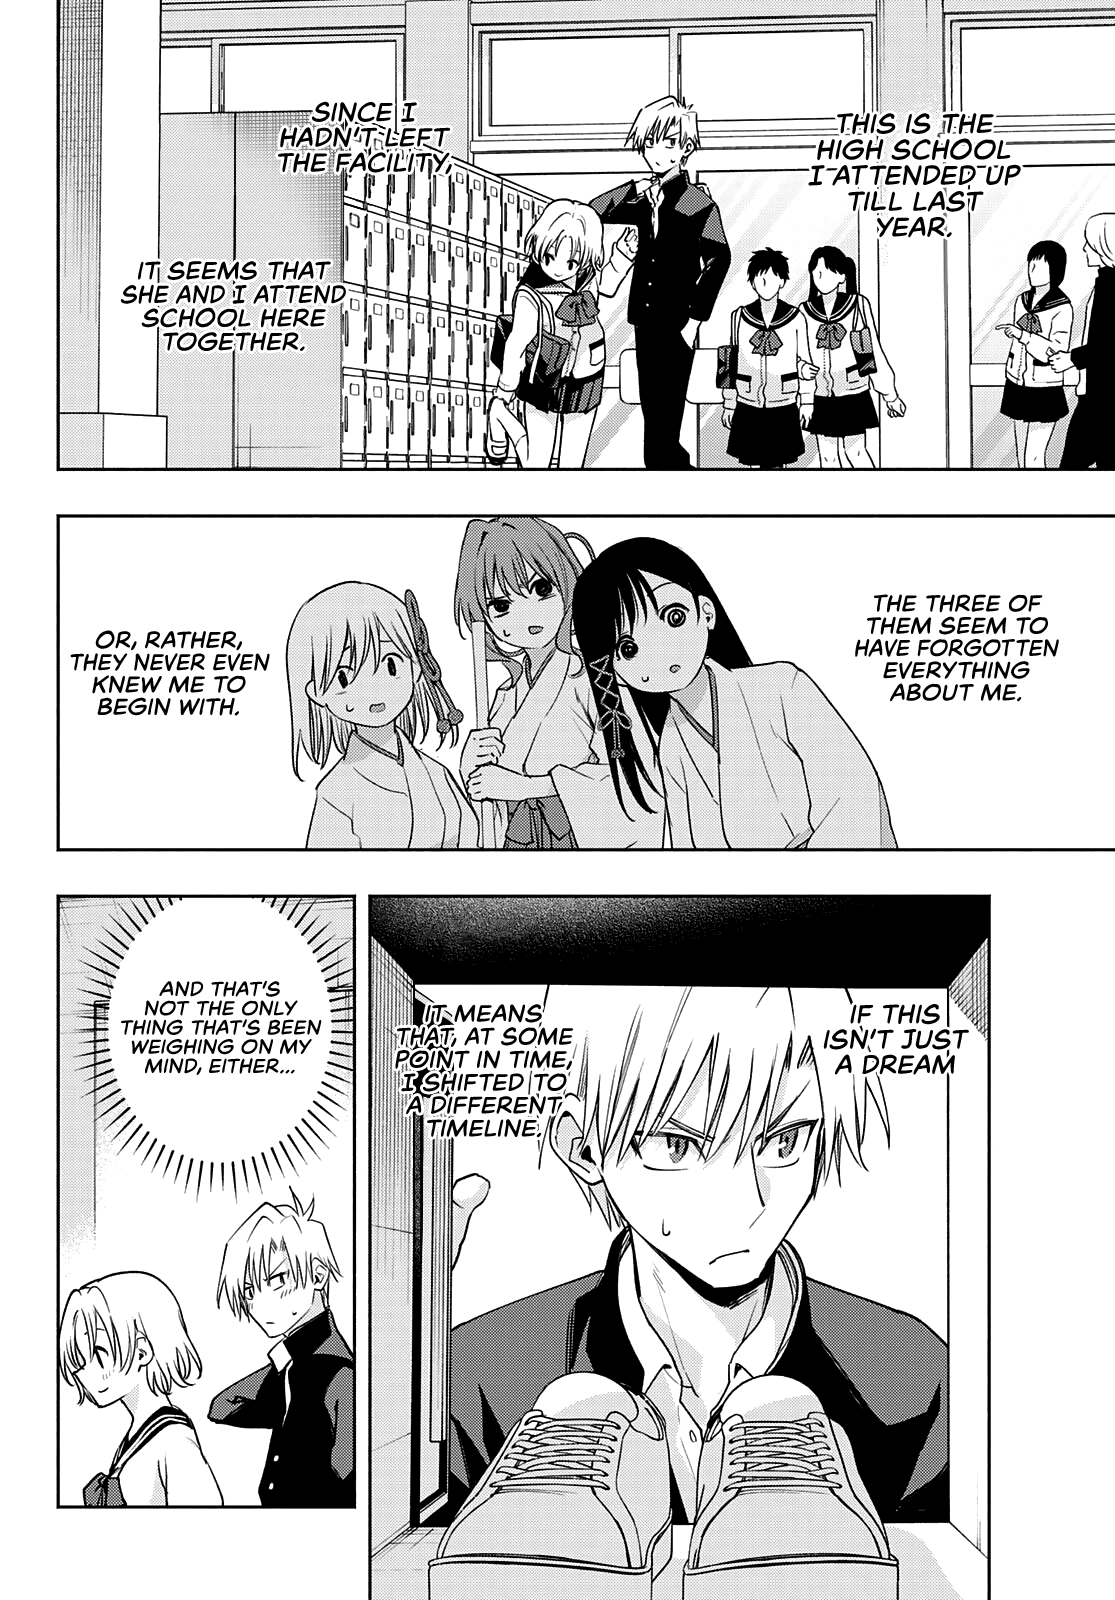 THIS IS THE
HIGH SCHOOL
I ATTENDED UP
TILL LAST
YEAR.
SINCE I
HADN'T LEFT
THE FACILITY,
IT SEEMS THAT
SHE AND I ATTEND
SCHOOL HERE
TOGETHER.
THE THREE OF
THEM SEEM TO
HAVE FORGOTTEN
EVERYTHING
ABOUT ME.
OR, RATHER,
THEY NEVER EVEN
KNEW ME TO
BEGIN WITH.
IF THIS
ISN'T JUST
A DREAM
IT MEANS
THAT, AT SOME
POINT IN TIME,
I SHIFTED TO
A DIFFERENT
TIMELINE.
AND THAT'S
NOT THE ONLY
THING THAT'S BEEN
WEIGHING ON MY
MIND, EITHER...